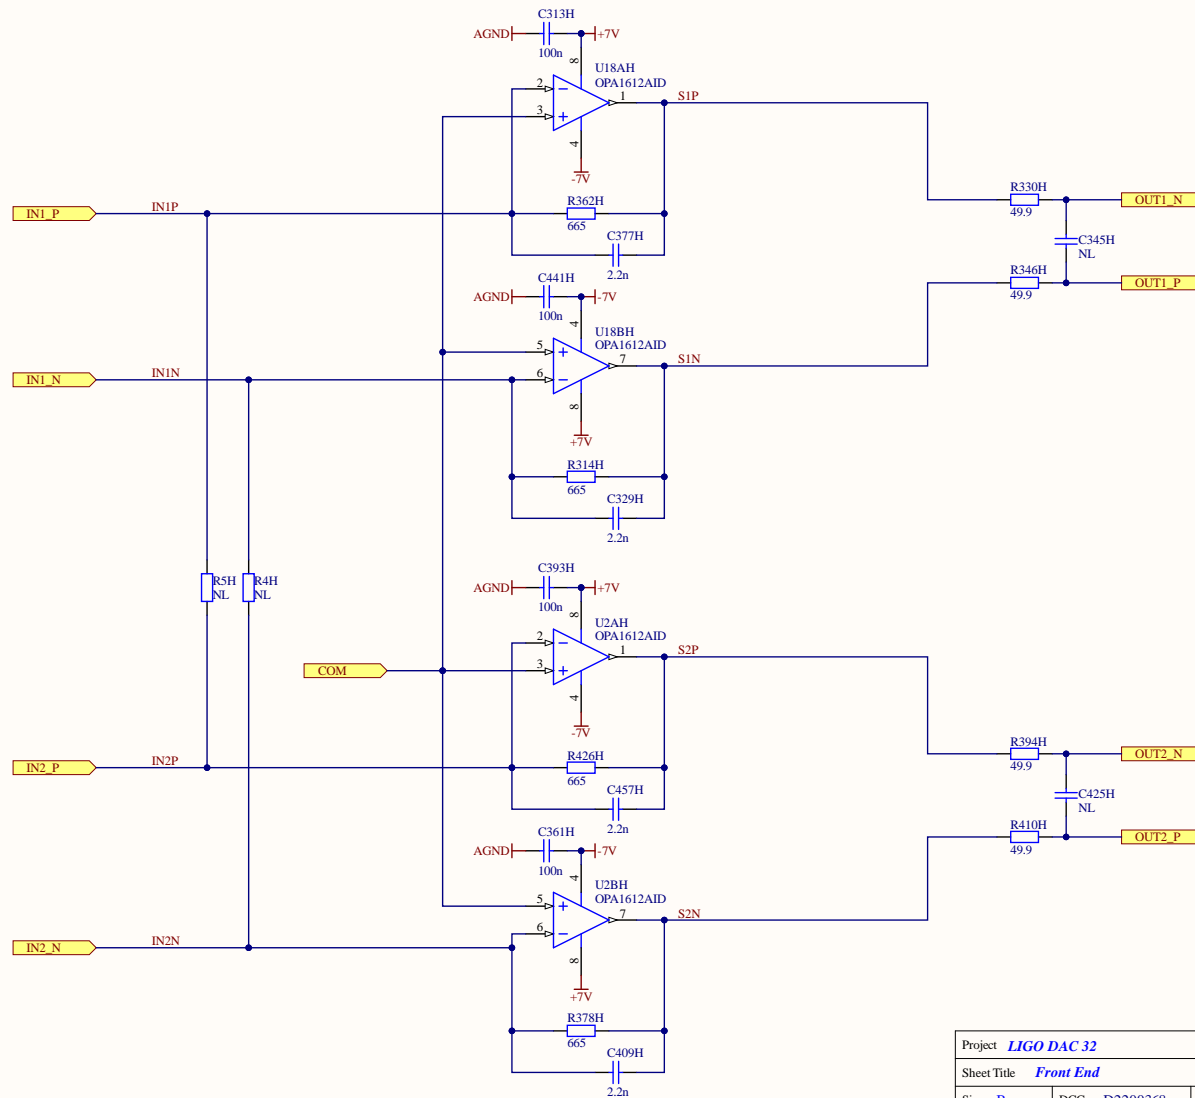 C313H
AGND
+7V
100n
8
U18AH
OPA1612AID
2
1
S1P
3
4
-7V
R330H
49.9
OUT1_N
IN1_P
IN1P
R362H
665
C377H
2.2n
C345H
NL
C441H
AGND
-7V
100n
R346H
49.9
OUT1_P
4
U18BH
OPA1612AID
5
7
S1N
6
IN1_N
IN1N
8
+7V
R314H
665
C329H
2.2n
R5H
NL
R4H
NL
C393H
AGND
+7V
100n
8
U2AH
OPA1612AID
2
1
S2P
3
COM
4
-7V
R394H
49.9
OUT2_N
IN2_P
IN2P
R426H
665
C457H
2.2n
C425H
NL
C361H
AGND
-7V
100n
R410H
49.9
OUT2_P
4
U2BH
OPA1612AID
5
7
S2N
6
IN2_N
IN2N
8
+7V
R378H
665
C409H
2.2n
Project LIGO DAC 32
Sheet Title Front End